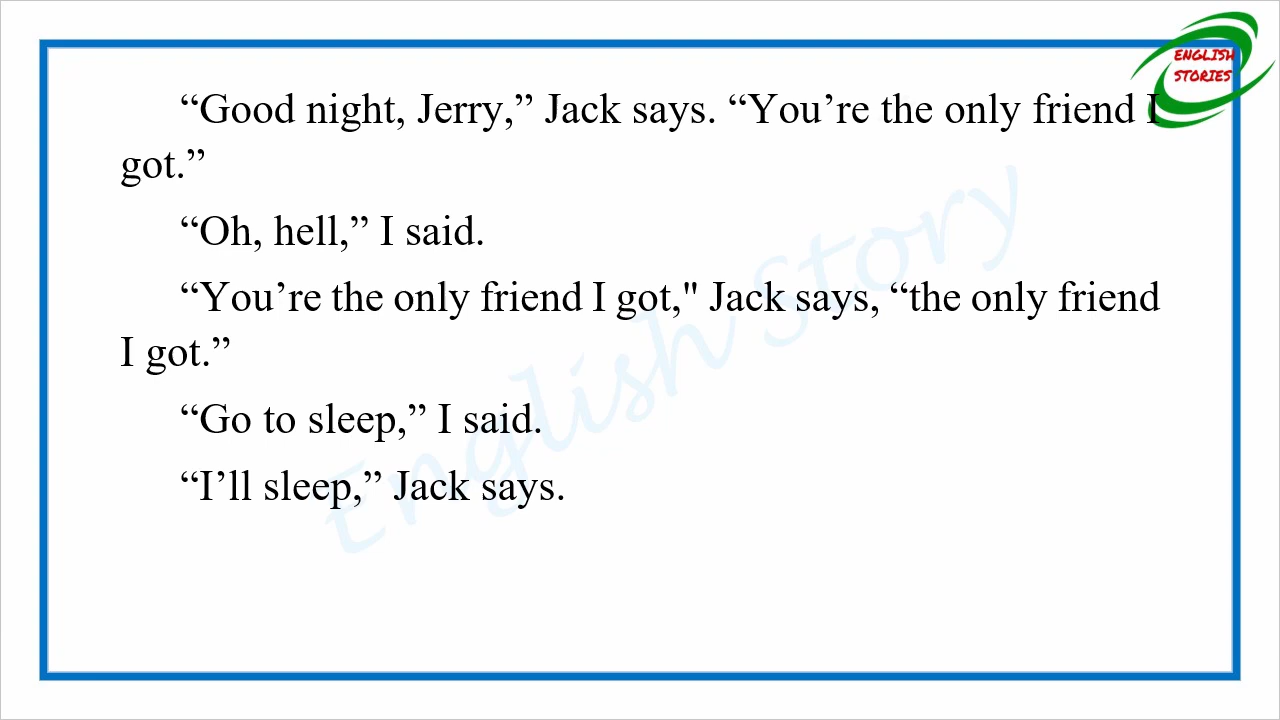 ENGLISH
STORIES
“Good night, Jerry,” Jack says. “You’re the only friend I
got.”
“Oh, hell,” I said.
“You’re the only friend I got," Jack says, “the only friend
I got.”
“Go to sleep,” I said.
“I’ll sleep,” Jack says.
English Story